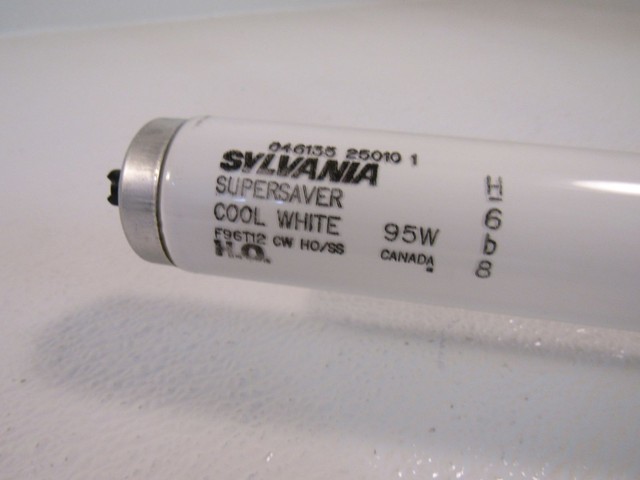 046135 25010 1
SYLVANIA
SUPERSAVER
COOL WHITE 95W
F96T12 CW HO/SS CANADA
H.O.
H
6
b
8